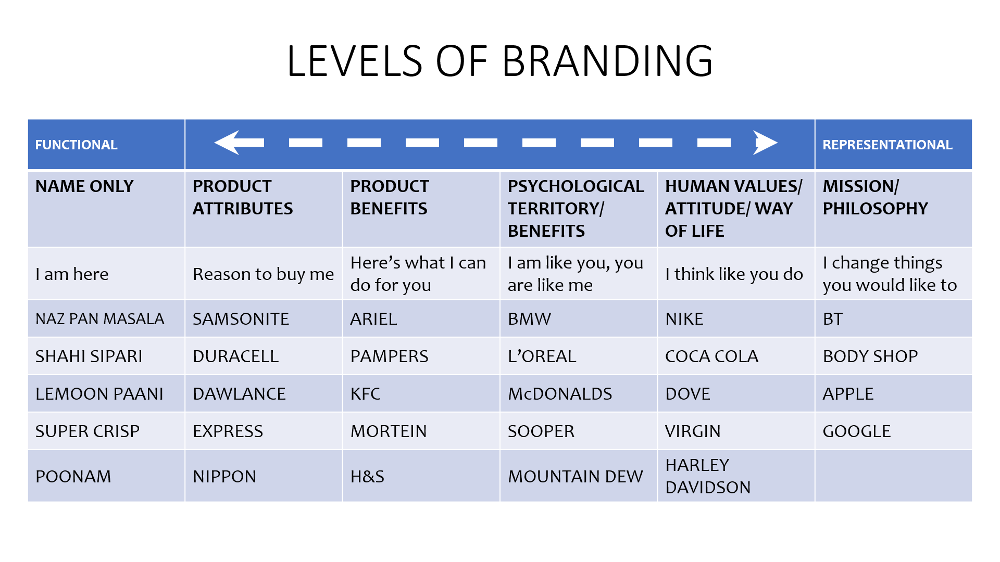 LEVELS OF BRANDING
FUNCTIONAL
REPRESENTATIONAL
NAME ONLY
PRODUCT
ATTRIBUTES
PRODUCT
BENEFITS
PSYCHOLOGICAL
TERRITORY/
BENEFITS
HUMAN VALUES/
ATTITUDE/ WAY
OF LIFE
MISSION/
PHILOSOPHY
I am here
Reason to buy me
Here’s what I can
do for you
I am like you, you
are like me
I think like you do
I change things
you would like to
NAZ PAN MASALA
SAMSONITE
ARIEL
BMW
NIKE
BT
SHAHI SIPARI
DURACELL
PAMPERS
L’OREAL
COCA COLA
BODY SHOP
LEMOON PAANI
DAWLANCE
KFC
McDONALDS
DOVE
APPLE
SUPER CRISP
EXPRESS
MORTEIN
SOOPER
VIRGIN
GOOGLE
POONAM
NIPPON
H&S
MOUNTAIN DEW
HARLEY
DAVIDSON